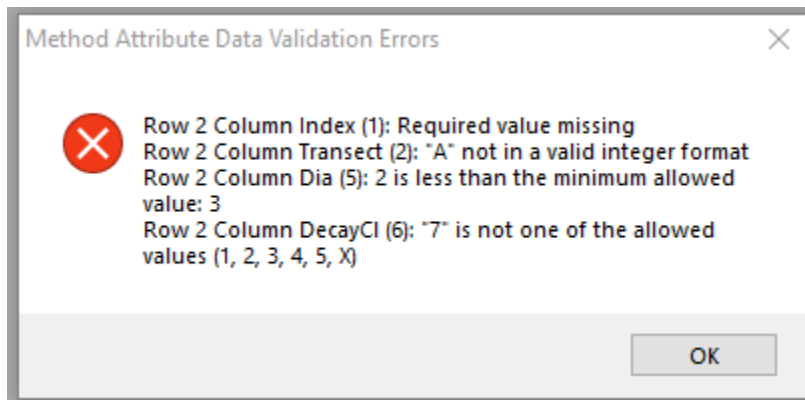 Method Attribute Data Validation Errors
Row 2 Column Index (1): Required value missing
Row 2 Column Transect (2): "A" not in a valid integer format
Row 2 Column Dia (5): 2 is less than the minimum allowed
value: 3
Row 2 Column DecayCl (6): "7" is not one of the allowed
values (1, 2, 3, 4, 5, X)
OK